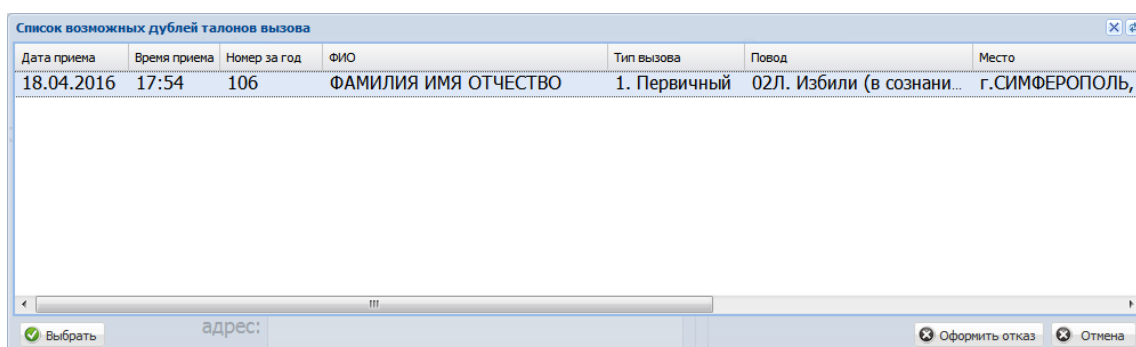 Список возможных дублей талонов вызова
Дата приема Время приема Номер за год ФИО Тип вызова Повод Место
18.04.2016 17:54 106 ФАМИЛИЯ ИМЯ ОТЧЕСТВО 1. Первичный 02Л. Избили (в сознани... г.СИМФЕРОПОЛЬ,
адрес:
Выбрать Оформить отказ Отмена